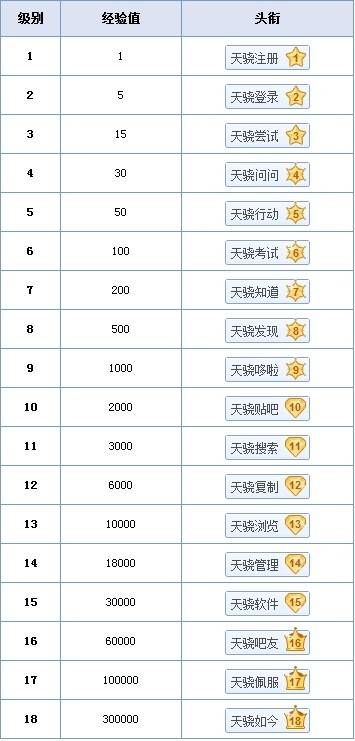 级别 经验值 头衔
1 1 天骁注册 1
2 5 天骁登录 2
3 15 天骁尝试 3
4 30 天骁问问 4
5 50 天骁行动 5
6 100 天骁考试 6
7 200 天骁知道 7
8 500 天骁发现 8
9 1000 天骁哆啦 9
10 2000 天骁贴吧 10
11 3000 天骁搜索 11
12 6000 天骁复制 12
13 10000 天骁浏览 13
14 18000 天骁管理 14
15 30000 天骁软件 15
16 60000 天骁吧友 16
17 100000 天骁佩服 17
18 300000 天骁如今 18